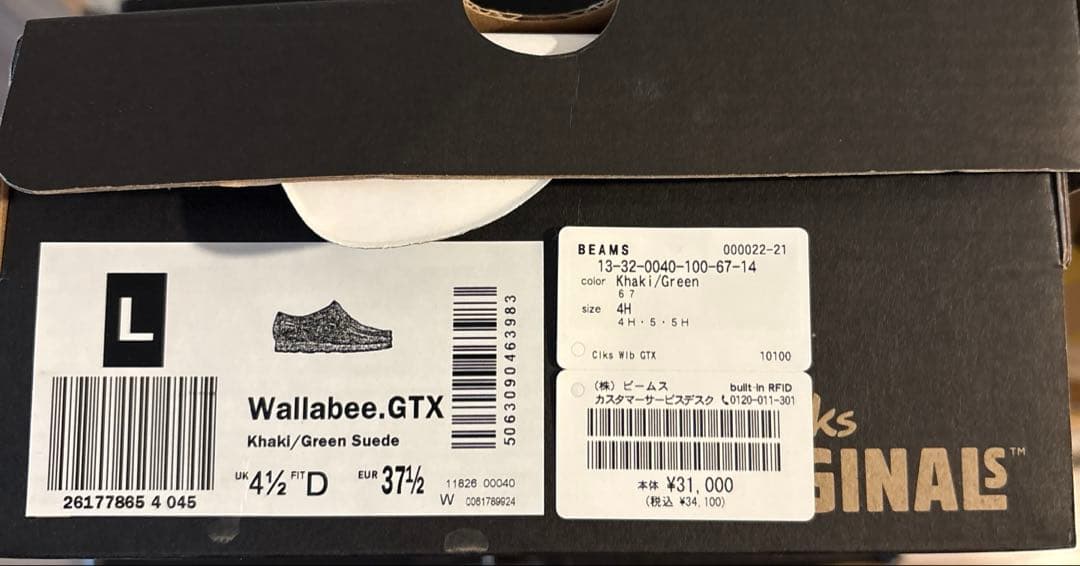 L
26177865 4 045
Wallabee.GTX
Khaki/Green Suede
UK 4½ FIT D EUR 37½
11826 00040
W 0061789924
5063090463983
BEAMS 000022-21
13-32-0040-100-67-14
color Khaki/Green
67
size 4H
4H・5・5H
Clks Wlb GTX 10100
(株) ビームス built-in RFID
カスタマーサービスデスク 0120-011-301
本体 ¥31,000
(税込 ¥34,100)
ks
GINALS™